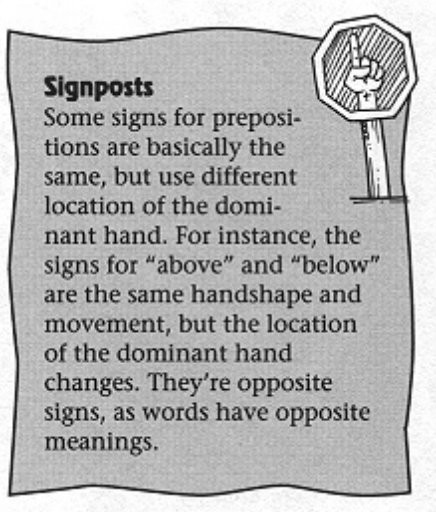 Signposts
Some signs for preposi-
tions are basically the
same, but use different
location of the domi-
nant hand. For instance, the
signs for “above” and “below”
are the same handshape and
movement, but the location
of the dominant hand
changes. They’re opposite
signs, as words have opposite
meanings.